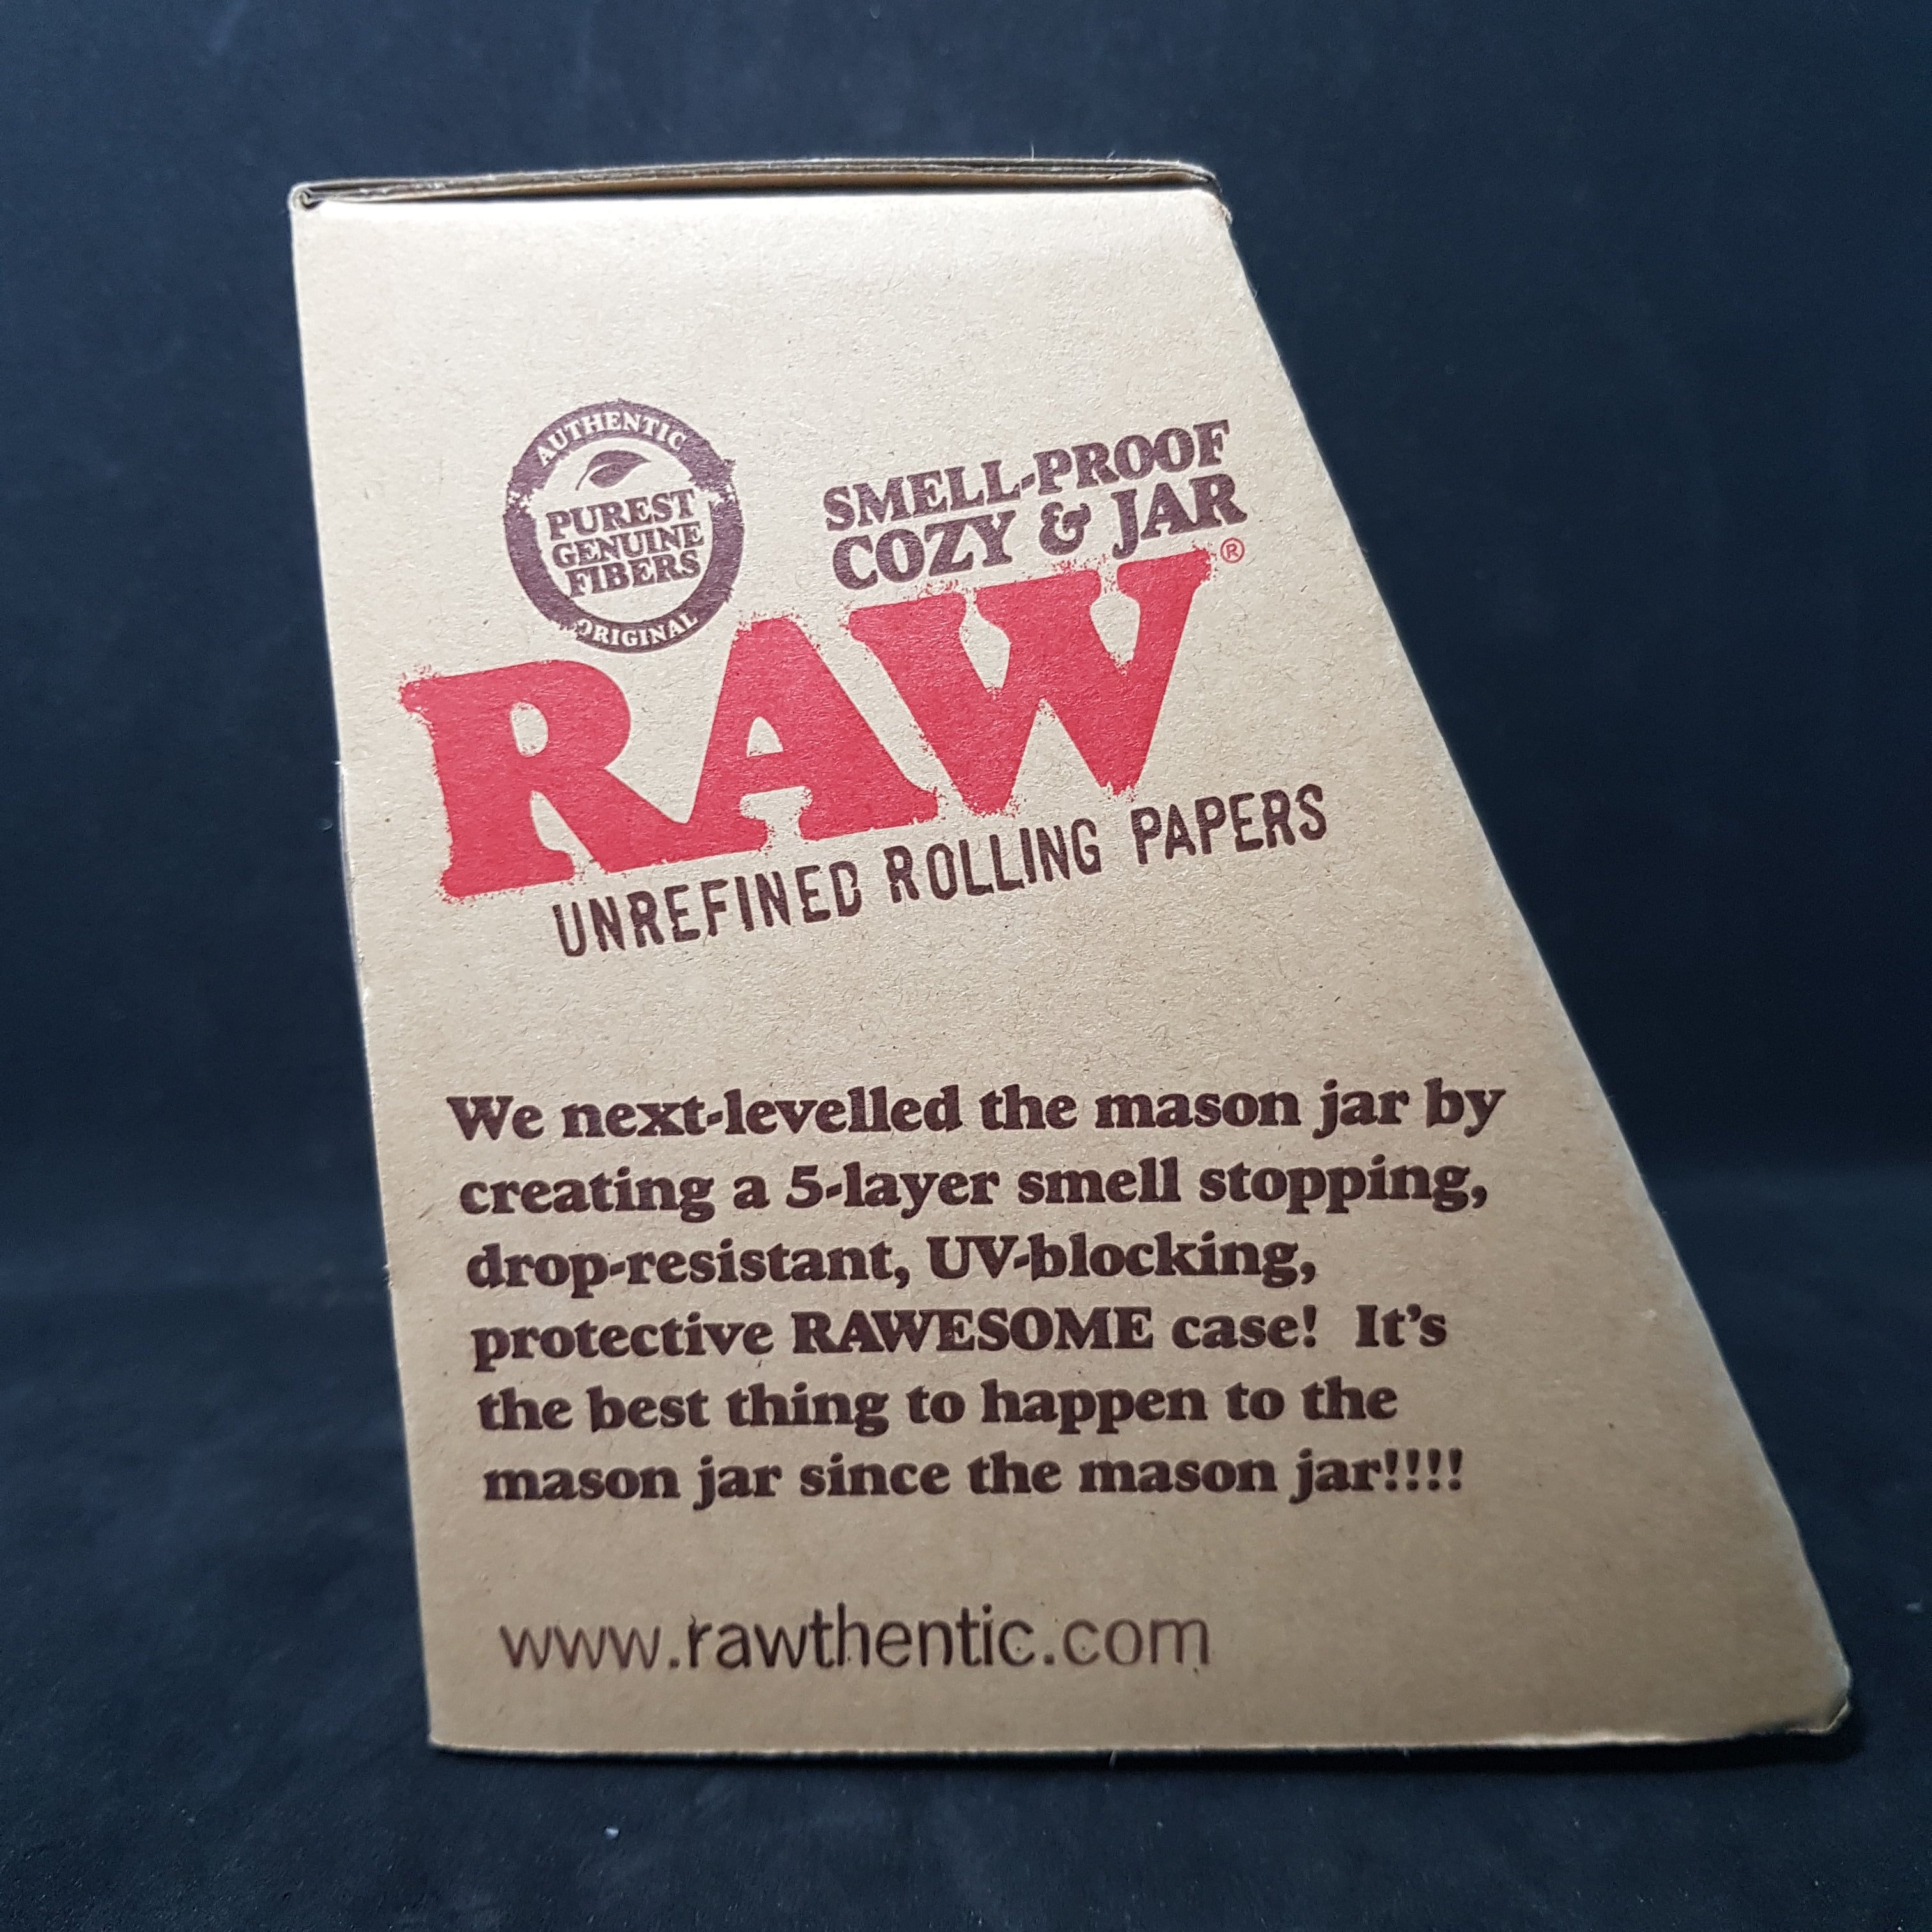 AUTHENTIC
PUREST
GENUINE
FIBERS
ORIGINAL
SMELL-PROOF
COZY & JAR
RAW®
UNREFINED ROLLING PAPERS
We next-levelled the mason jar by
creating a 5-layer smell stopping,
drop-resistant, UV-blocking,
protective RAWESOME case! It's
the best thing to happen to the
mason jar since the mason jar!!!!
www.rawthentic.com